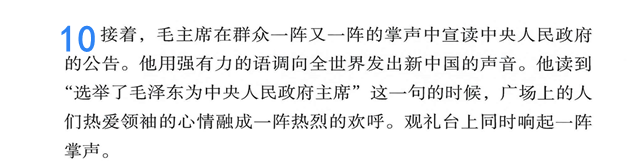 10接着，毛主席在群众一阵又一阵的掌声中宣读中央人民政府
的公告。他用强有力的语调向全世界发出新中国的声音。他读到
“选举了毛泽东为中央人民政府主席”这一句的时候，广场上的人
们热爱领袖的心情融成一阵热烈的欢呼。观礼台上同时响起一阵
掌声。